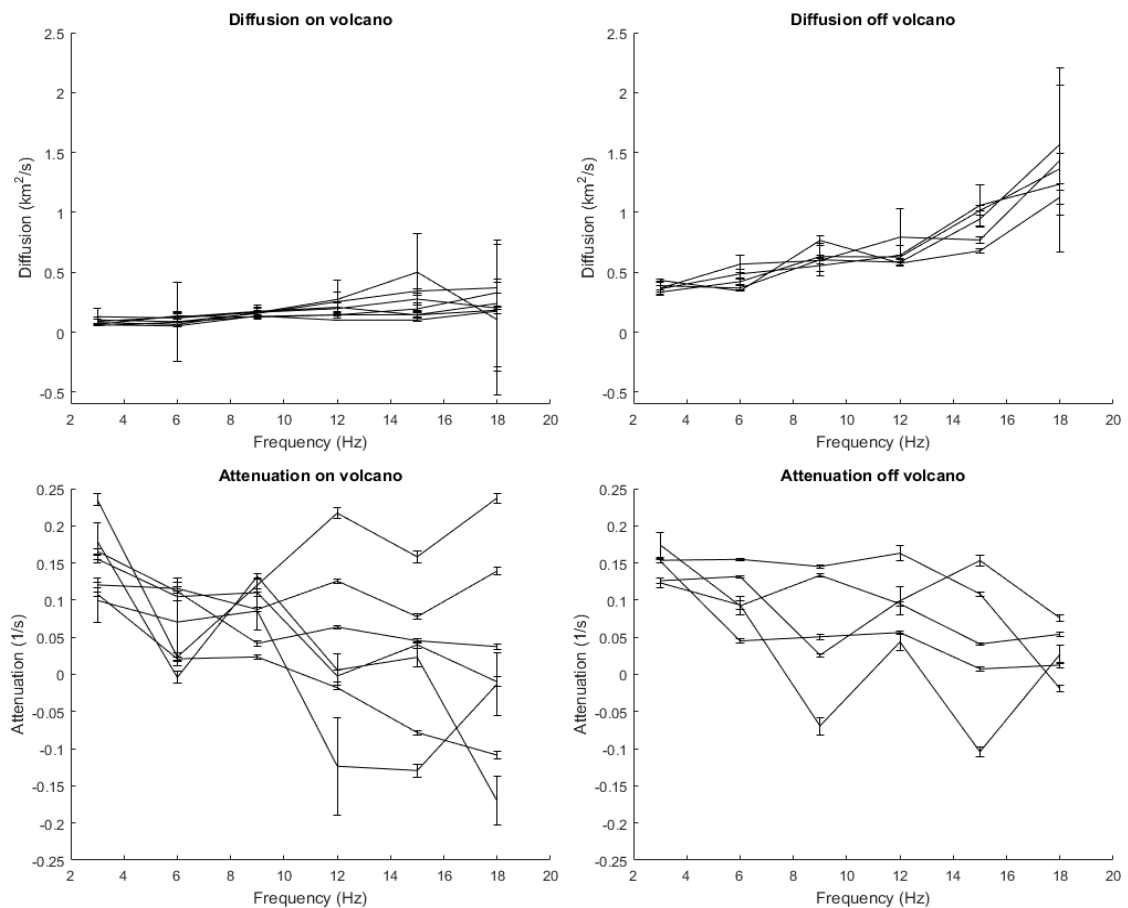 Diffusion on volcano
2.5
2
1.5
1
0.5
0
-0.5
Diffusion (km²/s)
2 4 6 8 10 12 14 16 18 20
Frequency (Hz)
Diffusion off volcano
2.5
2
1.5
1
0.5
0
-0.5
Diffusion (km²/s)
2 4 6 8 10 12 14 16 18 20
Frequency (Hz)
Attenuation on volcano
0.25
0.2
0.15
0.1
0.05
0
-0.05
-0.1
-0.15
-0.2
-0.25
Attenuation (1/s)
2 4 6 8 10 12 14 16 18 20
Frequency (Hz)
Attenuation off volcano
0.25
0.2
0.15
0.1
0.05
0
-0.05
-0.1
-0.15
-0.2
-0.25
Attenuation (1/s)
2 4 6 8 10 12 14 16 18 20
Frequency (Hz)